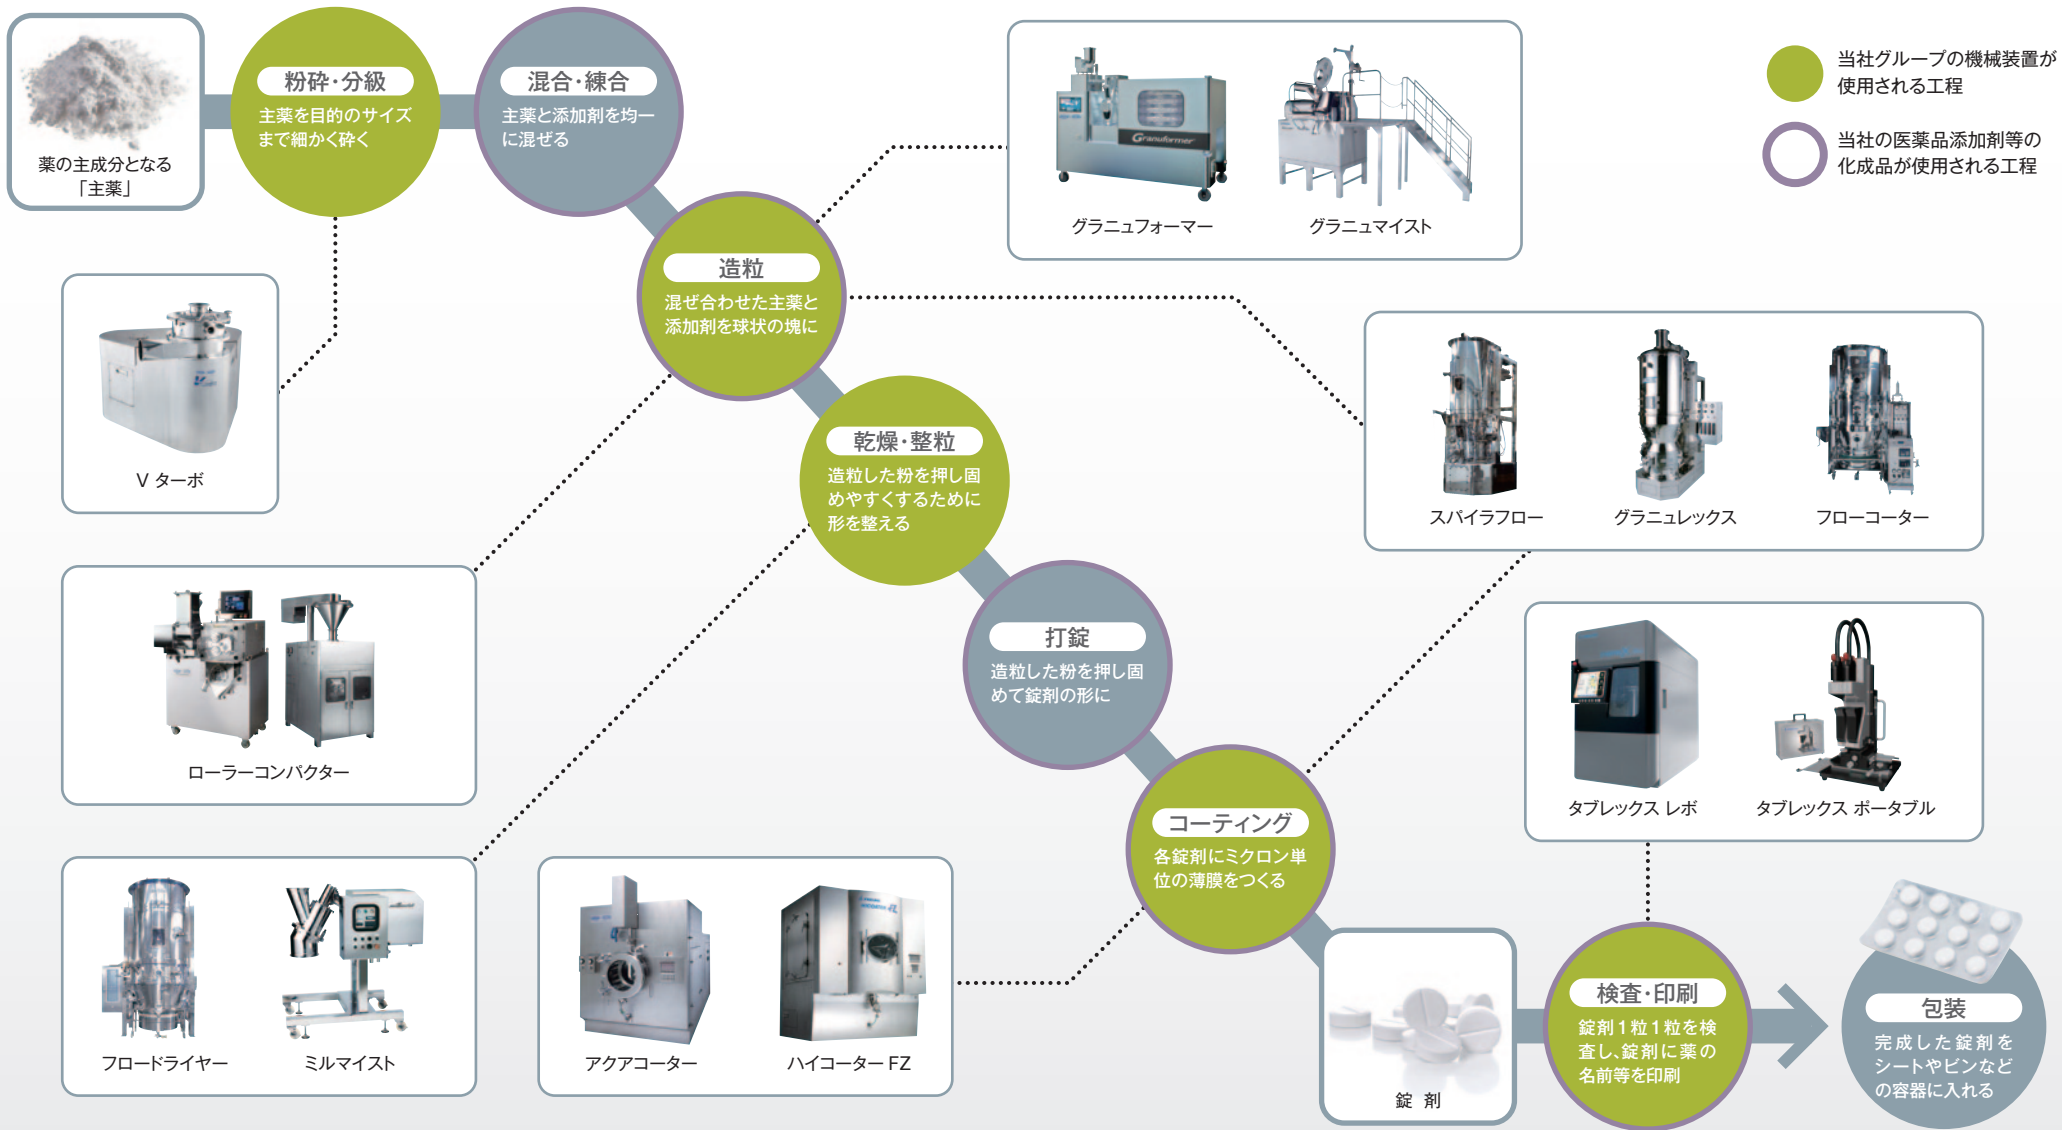 薬の主成分となる
「主薬」
粉砕・分級
主薬を目的のサイズ
まで細かく砕く
混合・練合
主薬と添加剤を均一
に混ぜる
造粒
混ぜ合わせた主薬と
添加剤を球状の塊に
乾燥・整粒
造粒した粉を押し固
めやすくするために
形を整える
打錠
造粒した粉を押し固
めて錠剤の形に
コーティング
各錠剤にミクロン単
位の薄膜をつくる
錠 剤
検査・印刷
錠剤1粒1粒を検
査し、錠剤に薬の
名前等を印刷
包装
完成した錠剤を
シートやビンなど
の容器に入れる
当社グループの機械装置が
使用される工程
当社の医薬品添加剤等の
化成品が使用される工程
Granuformer
グラニュフォーマー
グラニュマイスト
V ターボ
スパイラフロー
グラニュレックス
フローコーター
ローラーコンパクター
タブレックス レボ
タブレックス ポータブル
フロードライヤー
ミルマイスト
アクアコーター
ハイコーター FZ